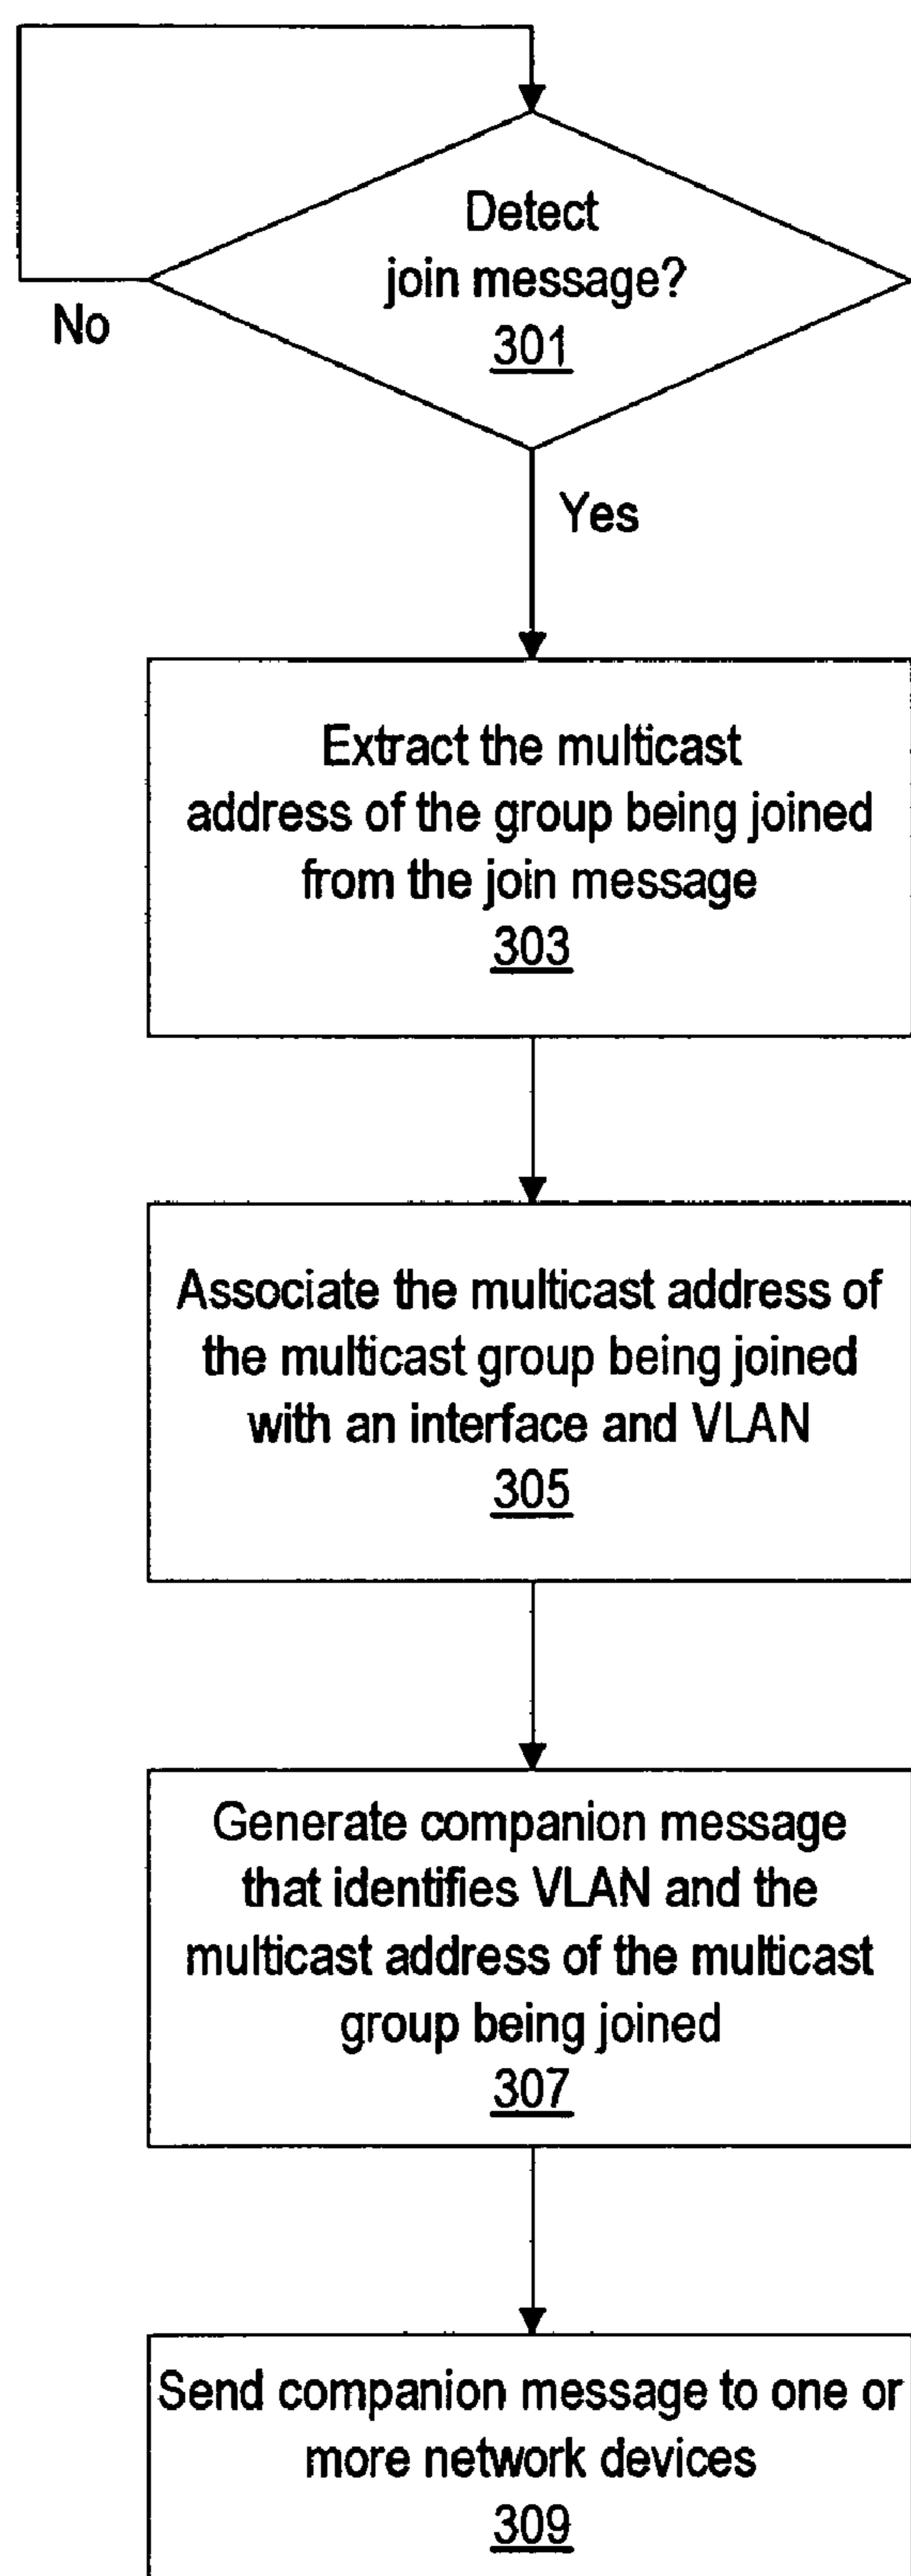 Detect
join message?
301
No
Yes
Extract the multicast
address of the group being joined
from the join message
303
Associate the multicast address of
the multicast group being joined
with an interface and VLAN
305
Generate companion message
that identifies VLAN and the
multicast address of the multicast
group being joined
307
Send companion message to one or
more network devices
309